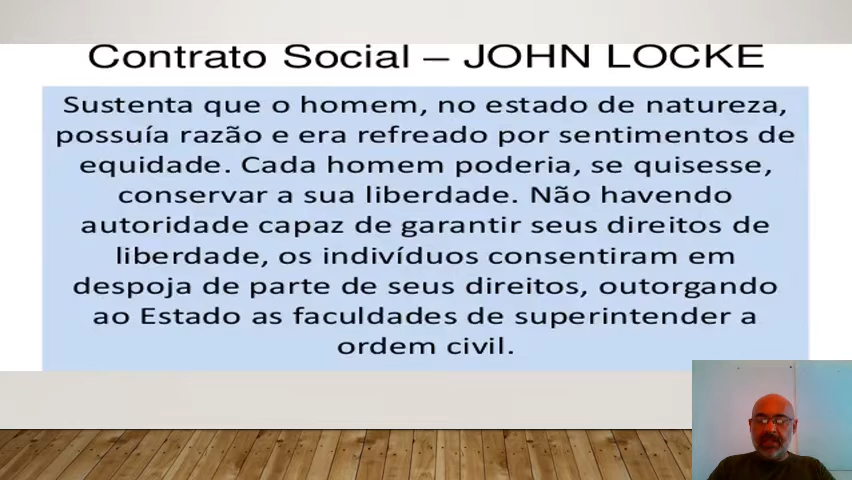 Contrato Social – JOHN LOCKE
Sustenta que o homem, no estado de natureza,
possuía razão e era refreado por sentimentos de
equidade. Cada homem poderia, se quisesse,
conservar a sua liberdade. Não havendo
autoridade capaz de garantir seus direitos de
liberdade, os indivíduos consentiram em
despoja de parte de seus direitos, outorgando
ao Estado as faculdades de superintender a
ordem civil.